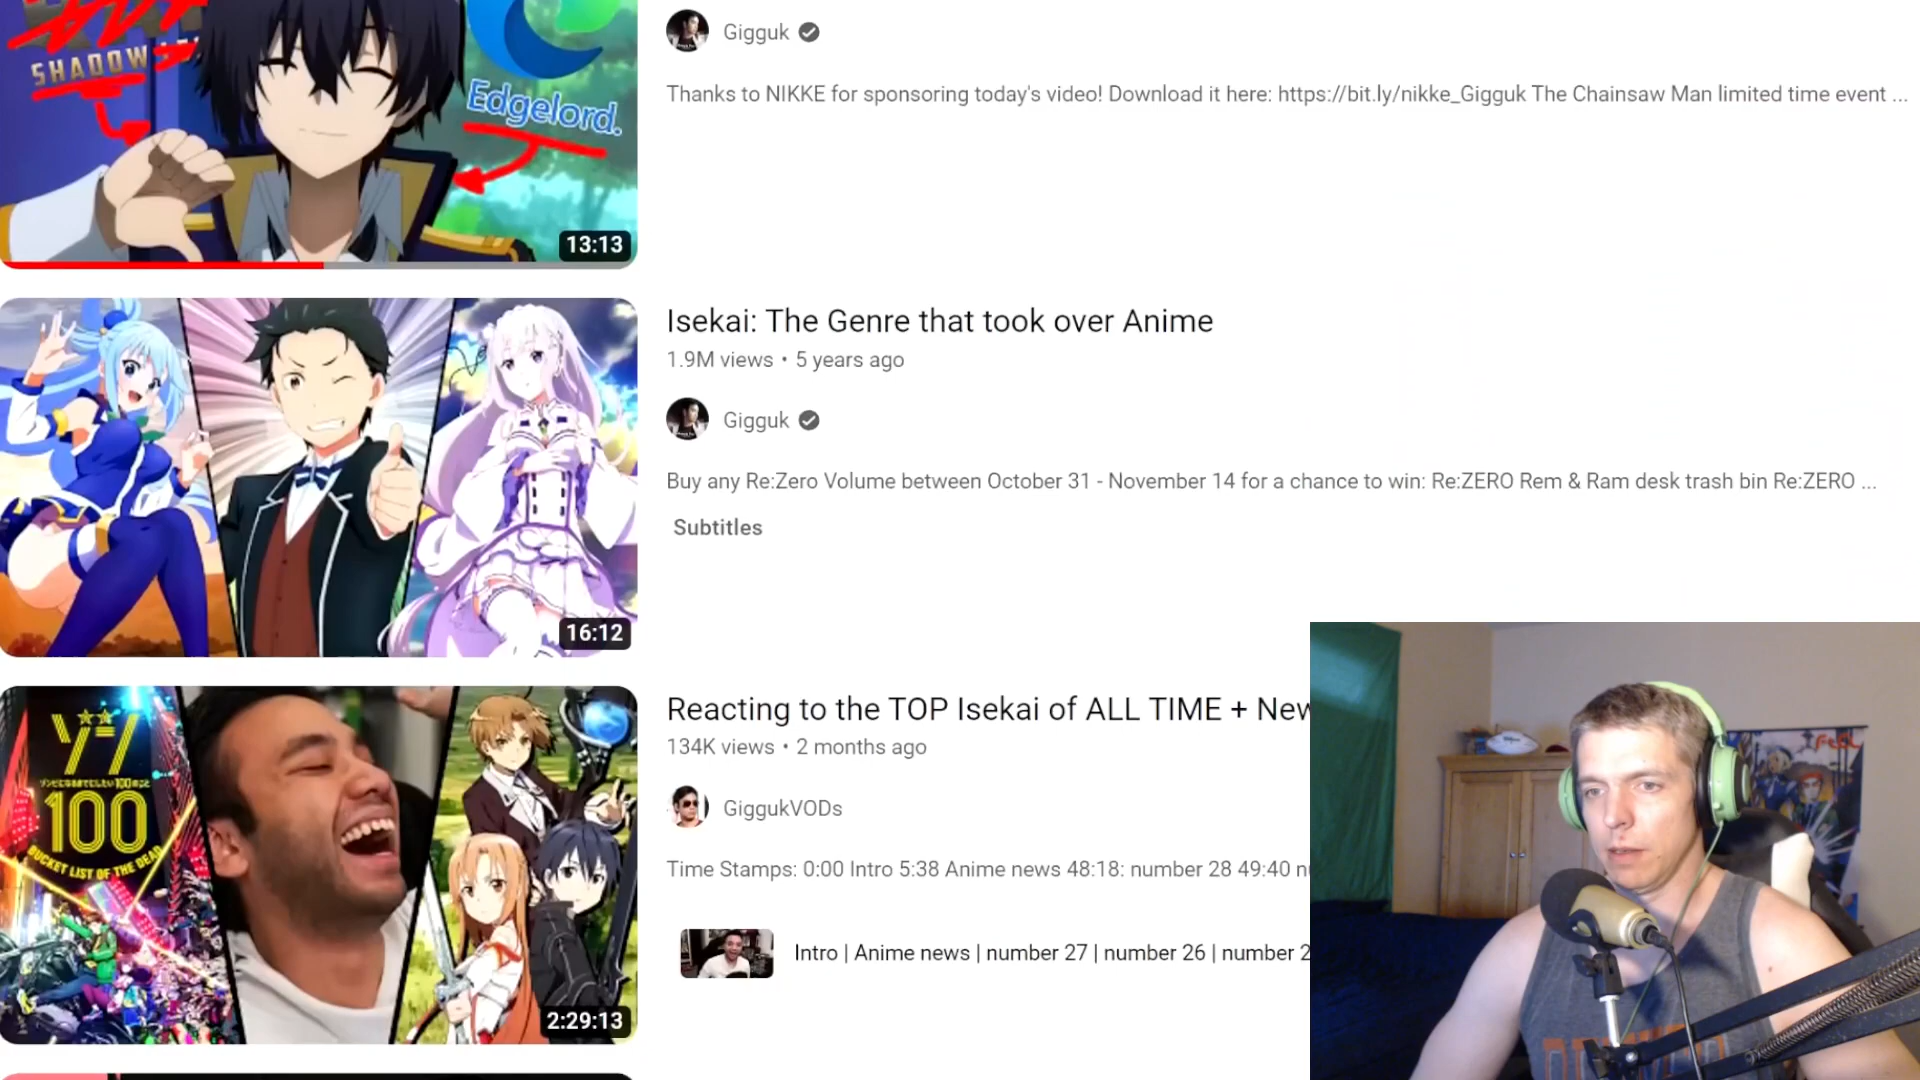 SHADOW
Edgelord.
13:13
Gigguk
Thanks to NIKKE for sponsoring today's video! Download it here: https://bit.ly/nikke_Gigguk The Chainsaw Man limited time event ...
Isekai: The Genre that took over Anime
1.9M views • 5 years ago
Gigguk
Buy any Re:Zero Volume between October 31 - November 14 for a chance to win: Re:ZERO Rem & Ram desk trash bin Re:ZERO ...
Subtitles
16:12
Reacting to the TOP Isekai of ALL TIME + New
134K views • 2 months ago
GiggukVODs
Time Stamps: 0:00 Intro 5:38 Anime news 48:18: number 28 49:40
Intro | Anime news | number 27 | number 26 | number 2
ゾン
100
BUCKET LIST OF THE DEAD
2:29:13